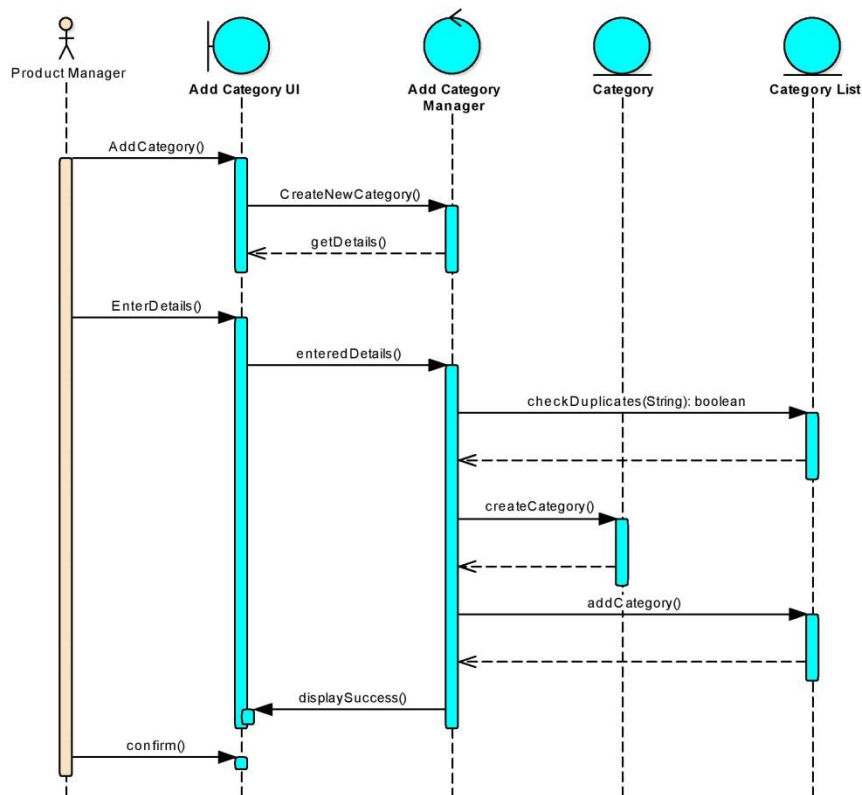 Product Manager
Add Category UI
Add Category
Manager
Category
Category List
AddCategory()
CreateNewCategory()
getDetails()
EnterDetails()
enteredDetails()
checkDuplicates(String): boolean
createCategory()
addCategory()
displaySuccess()
confirm()